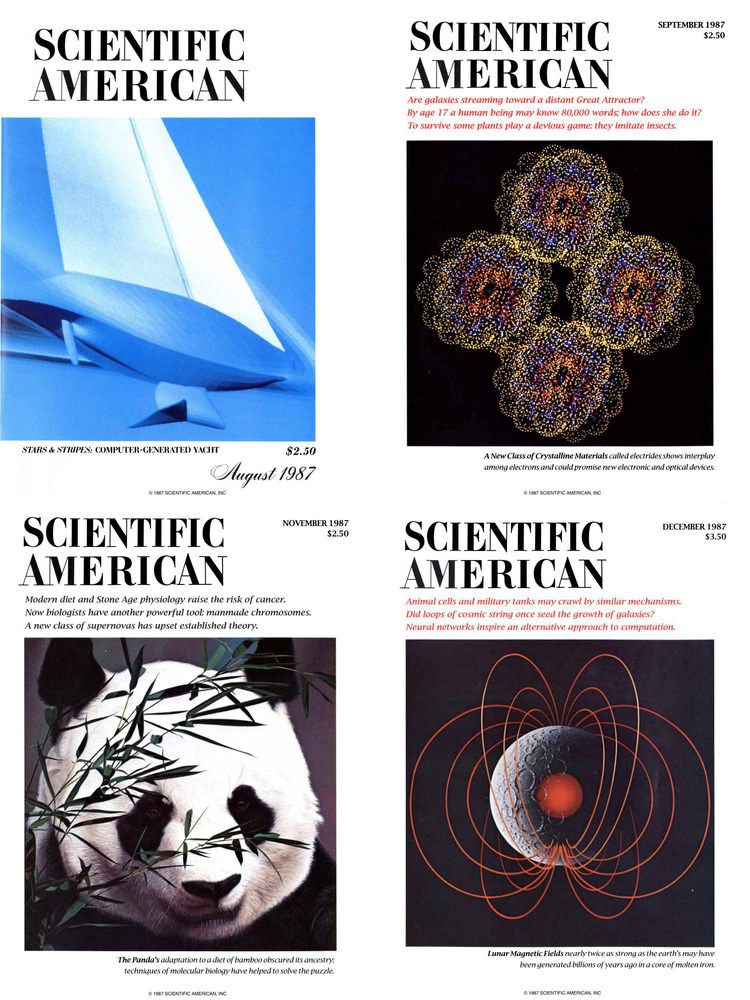 SCIENTIFIC
AMERICAN
STARS & STRIPES: COMPUTER-GENERATED YACHT
$2.50
August 1987
© 1987 SCIENTIFIC AMERICAN, INC
SCIENTIFIC
AMERICAN
SEPTEMBER 1987
$2.50
Are galaxies streaming toward a distant Great Attractor?
By age 17 a human being may know 80,000 words; how does she do it?
To survive some plants play a devious game; they imitate insects.
A New Class of Crystalline Materials called electrides shows interplay
among electrons and could promise new electronic and optical devices.
© 1987 SCIENTIFIC AMERICAN, INC
SCIENTIFIC
AMERICAN
NOVEMBER 1987
$2.50
Modern diet and Stone Age physiology raise the risk of cancer.
Now biologists have another powerful tool: manmade chromosomes.
A new class of supernovas has upset established theory.
The Panda's adaptation to a diet of bamboo obscured its ancestry;
techniques of molecular biology have helped to solve the puzzle.
© 1987 SCIENTIFIC AMERICAN, INC
SCIENTIFIC
AMERICAN
DECEMBER 1987
$3.50
Animal cells and military tanks may crawl by similar mechanisms.
Did loops of cosmic string once seed the growth of galaxies?
Neural networks inspire an alternative approach to computation.
Lunar Magnetic Fields nearly twice as strong as the earth's may have
been generated billions of years ago in a core of molten iron.
© 1987 SCIENTIFIC AMERICAN, INC